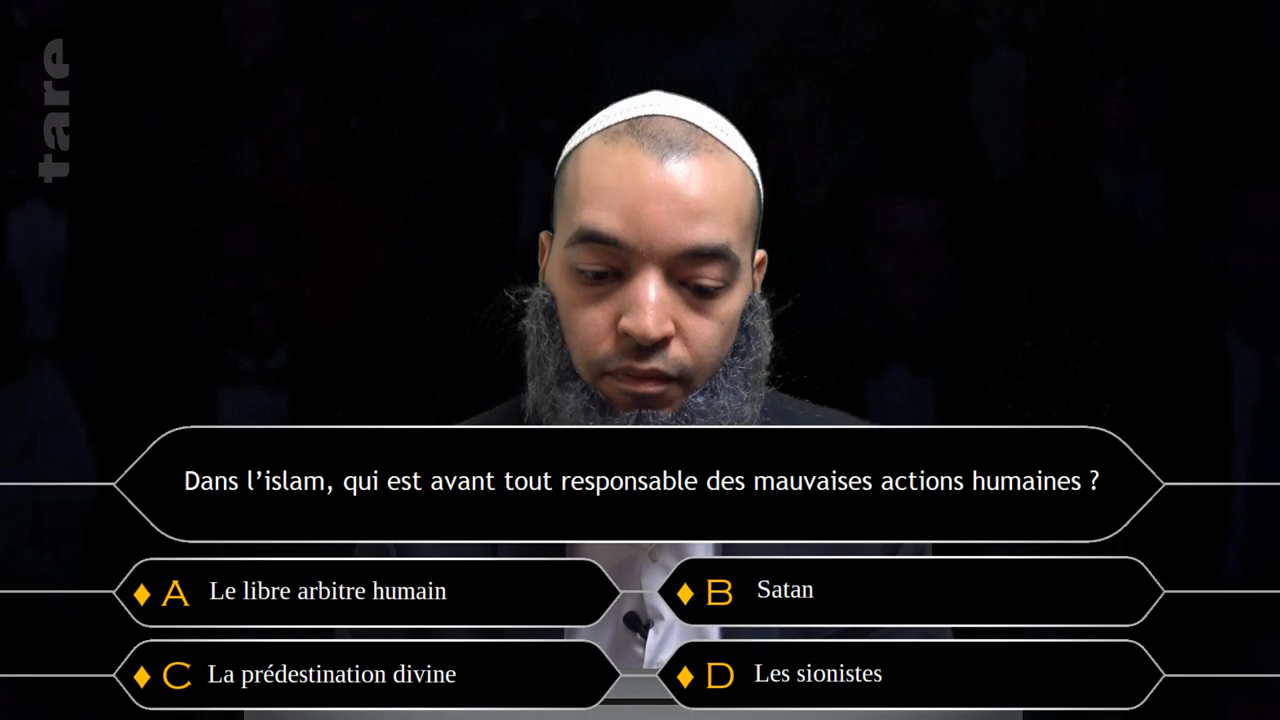 tare
Dans l’islam, qui est avant tout responsable des mauvaises actions humaines ?
A Le libre arbitre humain
B Satan
C La prédestination divine
D Les sionistes